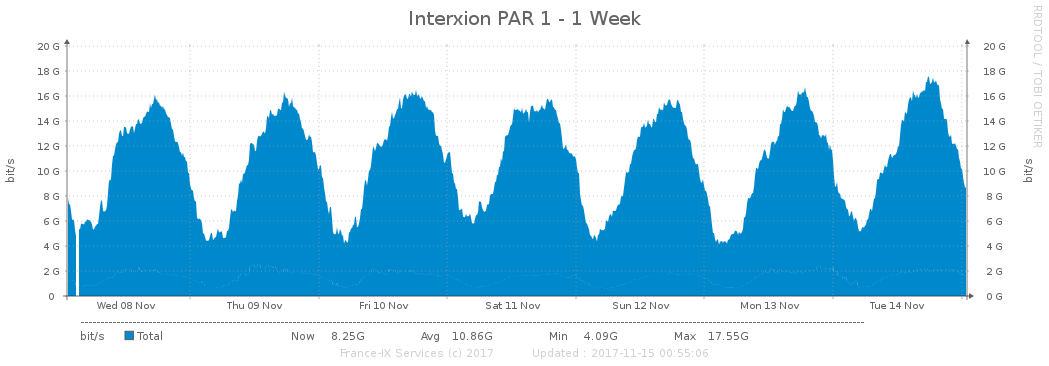 Interxion PAR 1 - 1 Week
RRDTOOL / TOBI OETIKER
20 G 20 G
18 G 18 G
16 G 16 G
14 G 14 G
12 G 12 G
10 G 10 G
8 G 8 G
6 G 6 G
4 G 4 G
2 G 2 G
0 0 G
bit/s bit/s
Wed 08 Nov Thu 09 Nov Fri 10 Nov Sat 11 Nov Sun 12 Nov Mon 13 Nov Tue 14 Nov
bit/s Total Now 8.25G Avg 10.86G Min 4.09G Max 17.55G
France-IX Services (c) 2017 Updated : 2017-11-15 00:55:06